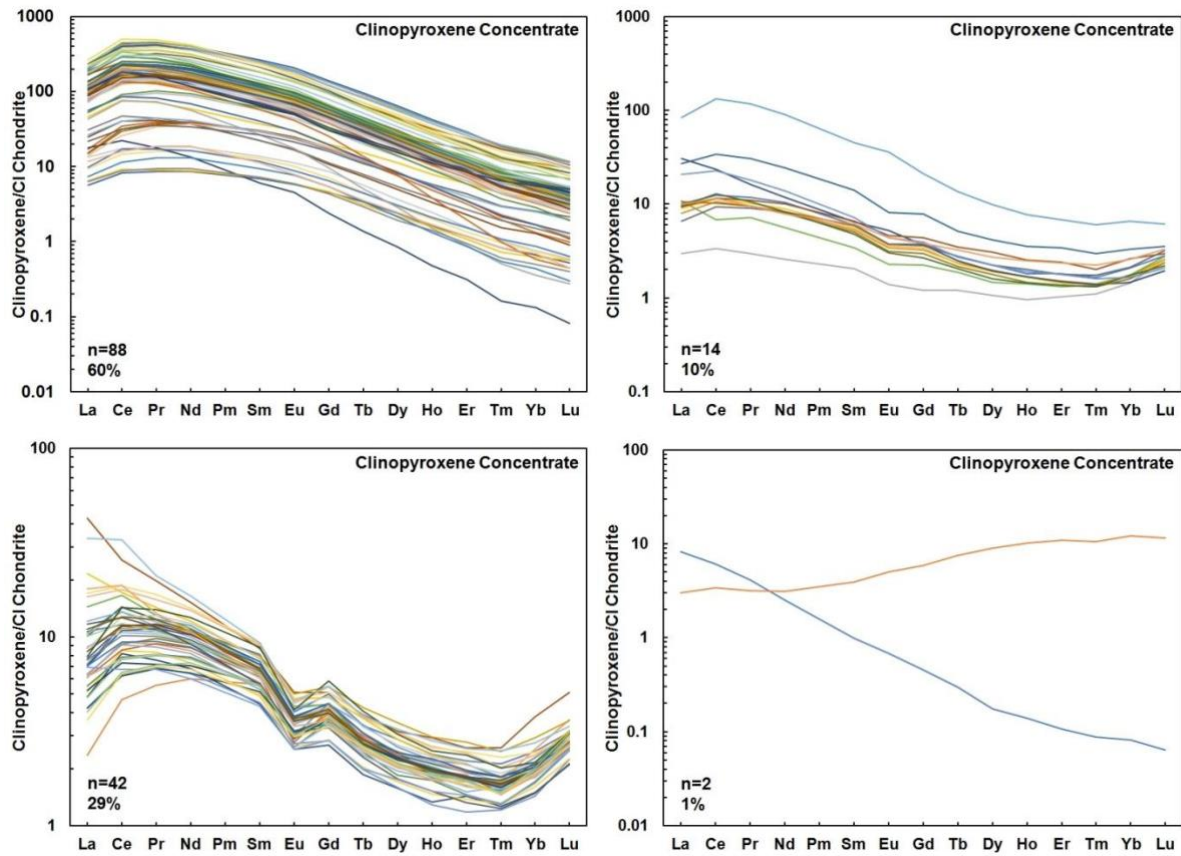 1000
100
10
1
0.1
0.01
Clinopyroxene/CI Chondrite
Clinopyroxene Concentrate
n=88
60%
La Ce Pr Nd Pm Sm Eu Gd Tb Dy Ho Er Tm Yb Lu
1000
100
10
1
0.1
Clinopyroxene/CI Chondrite
Clinopyroxene Concentrate
n=14
10%
La Ce Pr Nd Pm Sm Eu Gd Tb Dy Ho Er Tm Yb Lu
100
10
1
Clinopyroxene/CI Chondrite
Clinopyroxene Concentrate
n=42
29%
La Ce Pr Nd Pm Sm Eu Gd Tb Dy Ho Er Tm Yb Lu
100
10
1
0.1
0.01
Clinopyroxene/CI Chondrite
Clinopyroxene Concentrate
n=2
1%
La Ce Pr Nd Pm Sm Eu Gd Tb Dy Ho Er Tm Yb Lu